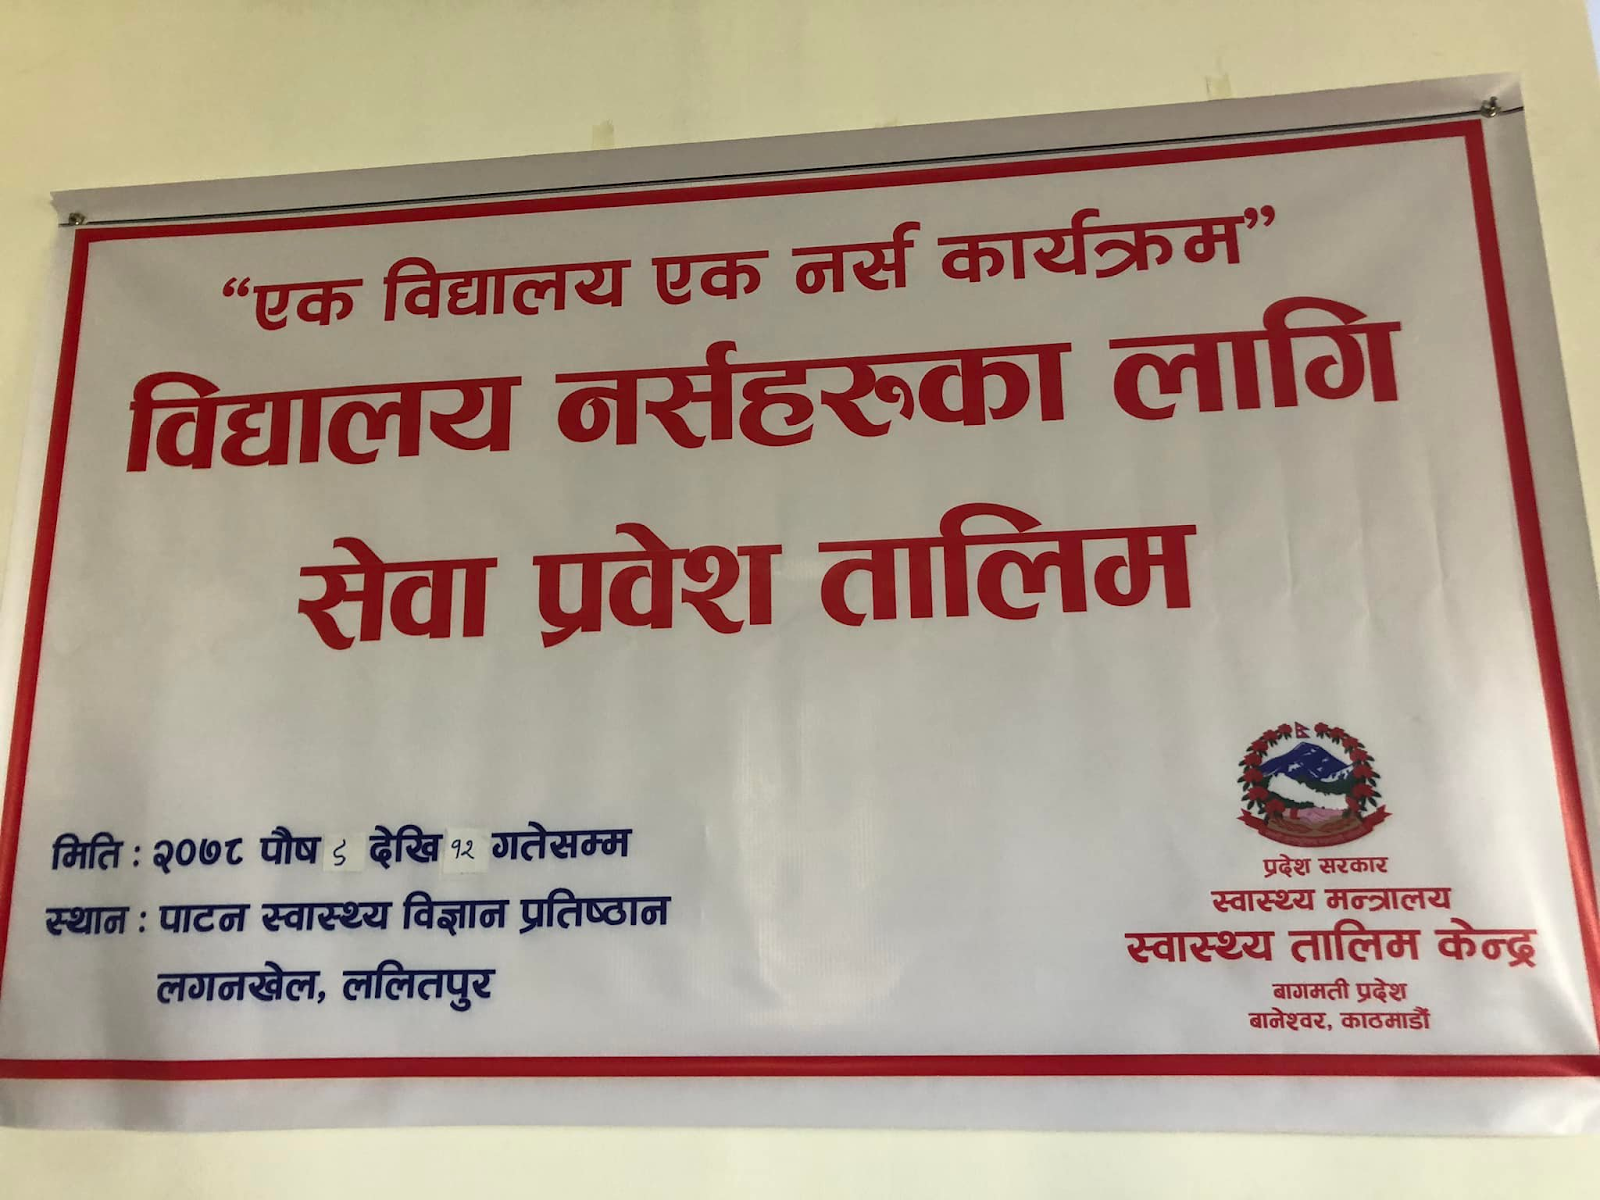 “एक विद्यालय एक नर्स कार्यक्रम”
विद्यालय नर्सहरुका लागि
सेवा प्रवेश तालिम
मिति : २०७८ पौष ६ देखि १२ गतेसम्म
स्थान : पाटन स्वास्थ्य विज्ञान प्रतिष्ठान
लगनखेल, ललितपुर
प्रदेश सरकार
स्वास्थ्य मन्त्रालय
स्वास्थ्य तालिम केन्द्र
बागमती प्रदेश
बानेश्वर, काठमाडौं